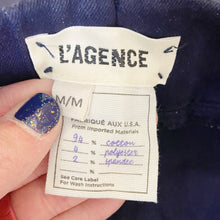 L'AGENCE
M/M
FABRIQUÉ AUX U.S.A.
From Imported Materials
94 % cotton
4 % polyester
2 % spandex
See Care Label
For Wash Instructions